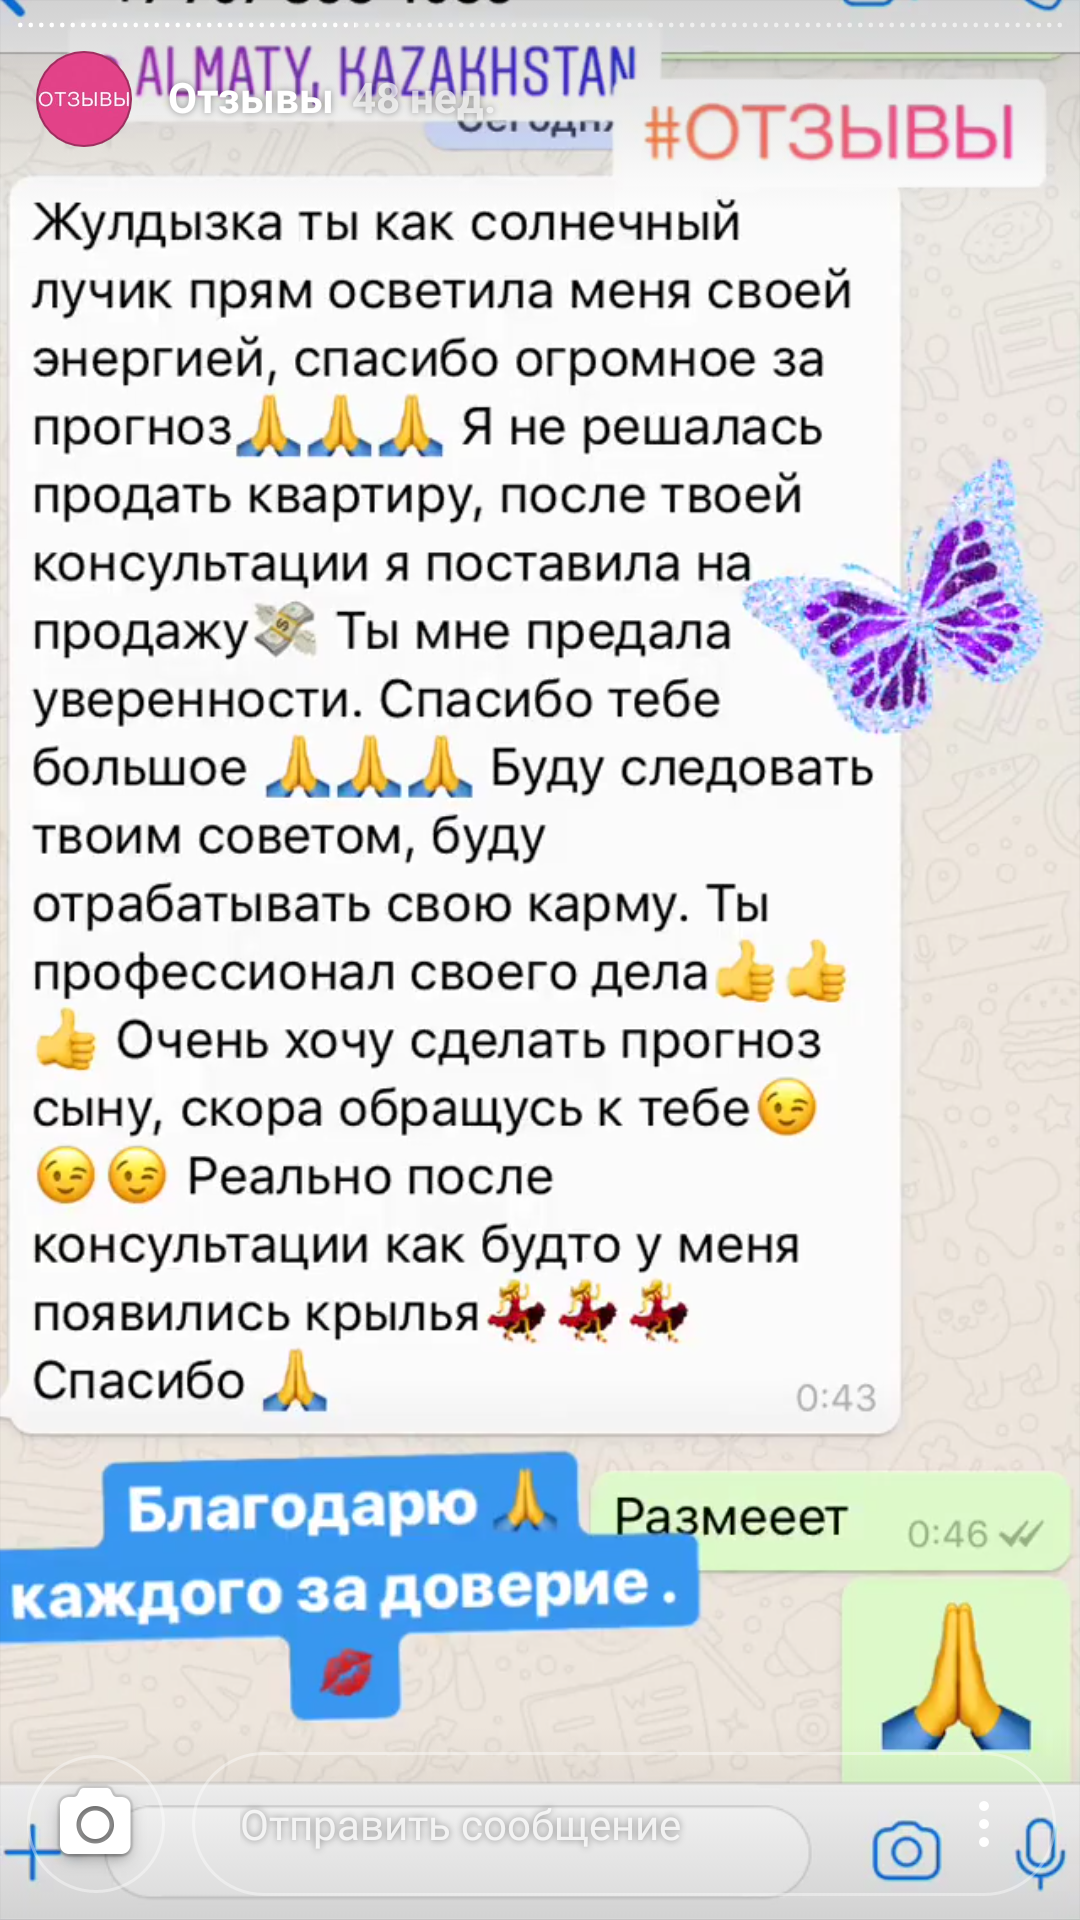 ALMATY, KAZAKHSTAN
ОТЗЫВЫ
Отзывы 48 нед.
#ОТЗЫВЫ
Жулдызка ты как солнечный
лучик прям осветила меня своей
энергией, спасибо огромное за
прогноз🙏🙏🙏 Я не решалась
продать квартиру, после твоей
консультации я поставила на
продажу💸 Ты мне предала
уверенности. Спасибо тебе
большое 🙏🙏🙏 Буду следовать
твоим советом, буду
отрабатывать свою карму. Ты
профессионал своего дела👍👍
👍 Очень хочу сделать прогноз
сыну, скора обращусь к тебе😉
😉😉 Реально после
консультации как будто у меня
появились крылья💃💃💃
Спасибо 🙏
0:43
Размееет
0:46
Благодарю 🙏
каждого за доверие .
💋
🙏
Отправить сообщение